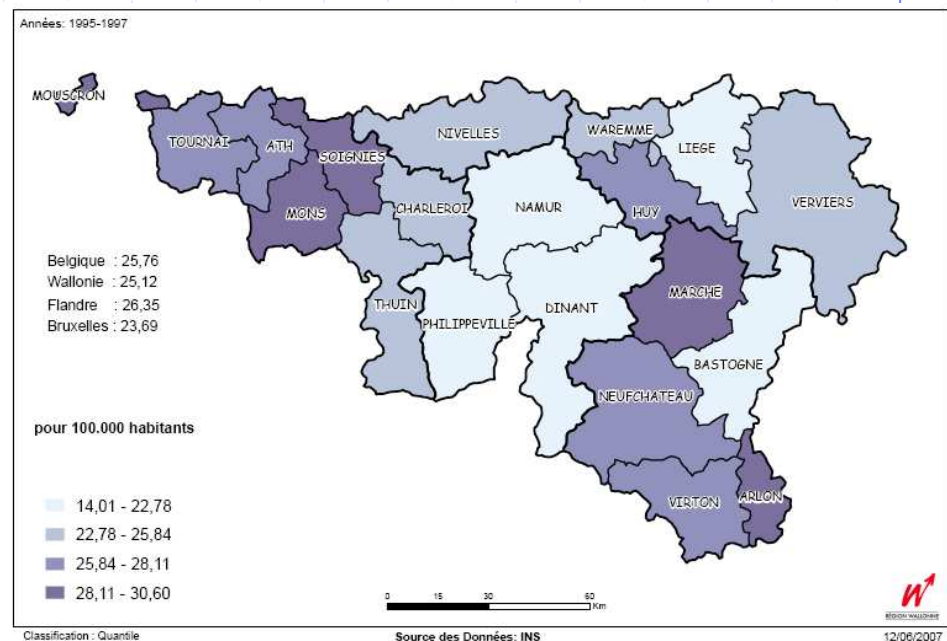 Années: 1995-1997
MOUSCRON
TOURNAI
ATH
SOIGNIES
MONS
NIVELLES
CHARLEROI
THUIN
PHILIPPEVILLE
NAMUR
DINANT
WAREMME
HUY
LIEGE
VERVIERS
MARCHE
BASTOGNE
NEUFCHATEAU
VIRTON
ARLON
Belgique : 25,76
Wallonie : 25,12
Flandre : 26,35
Bruxelles : 23,69
pour 100.000 habitants
14,01 - 22,78
22,78 - 25,84
25,84 - 28,11
28,11 - 30,60
0 15 30 60
Km
RÉGION WALLONNE
Classification : Quantile
Source des Données: INS
12/06/2007